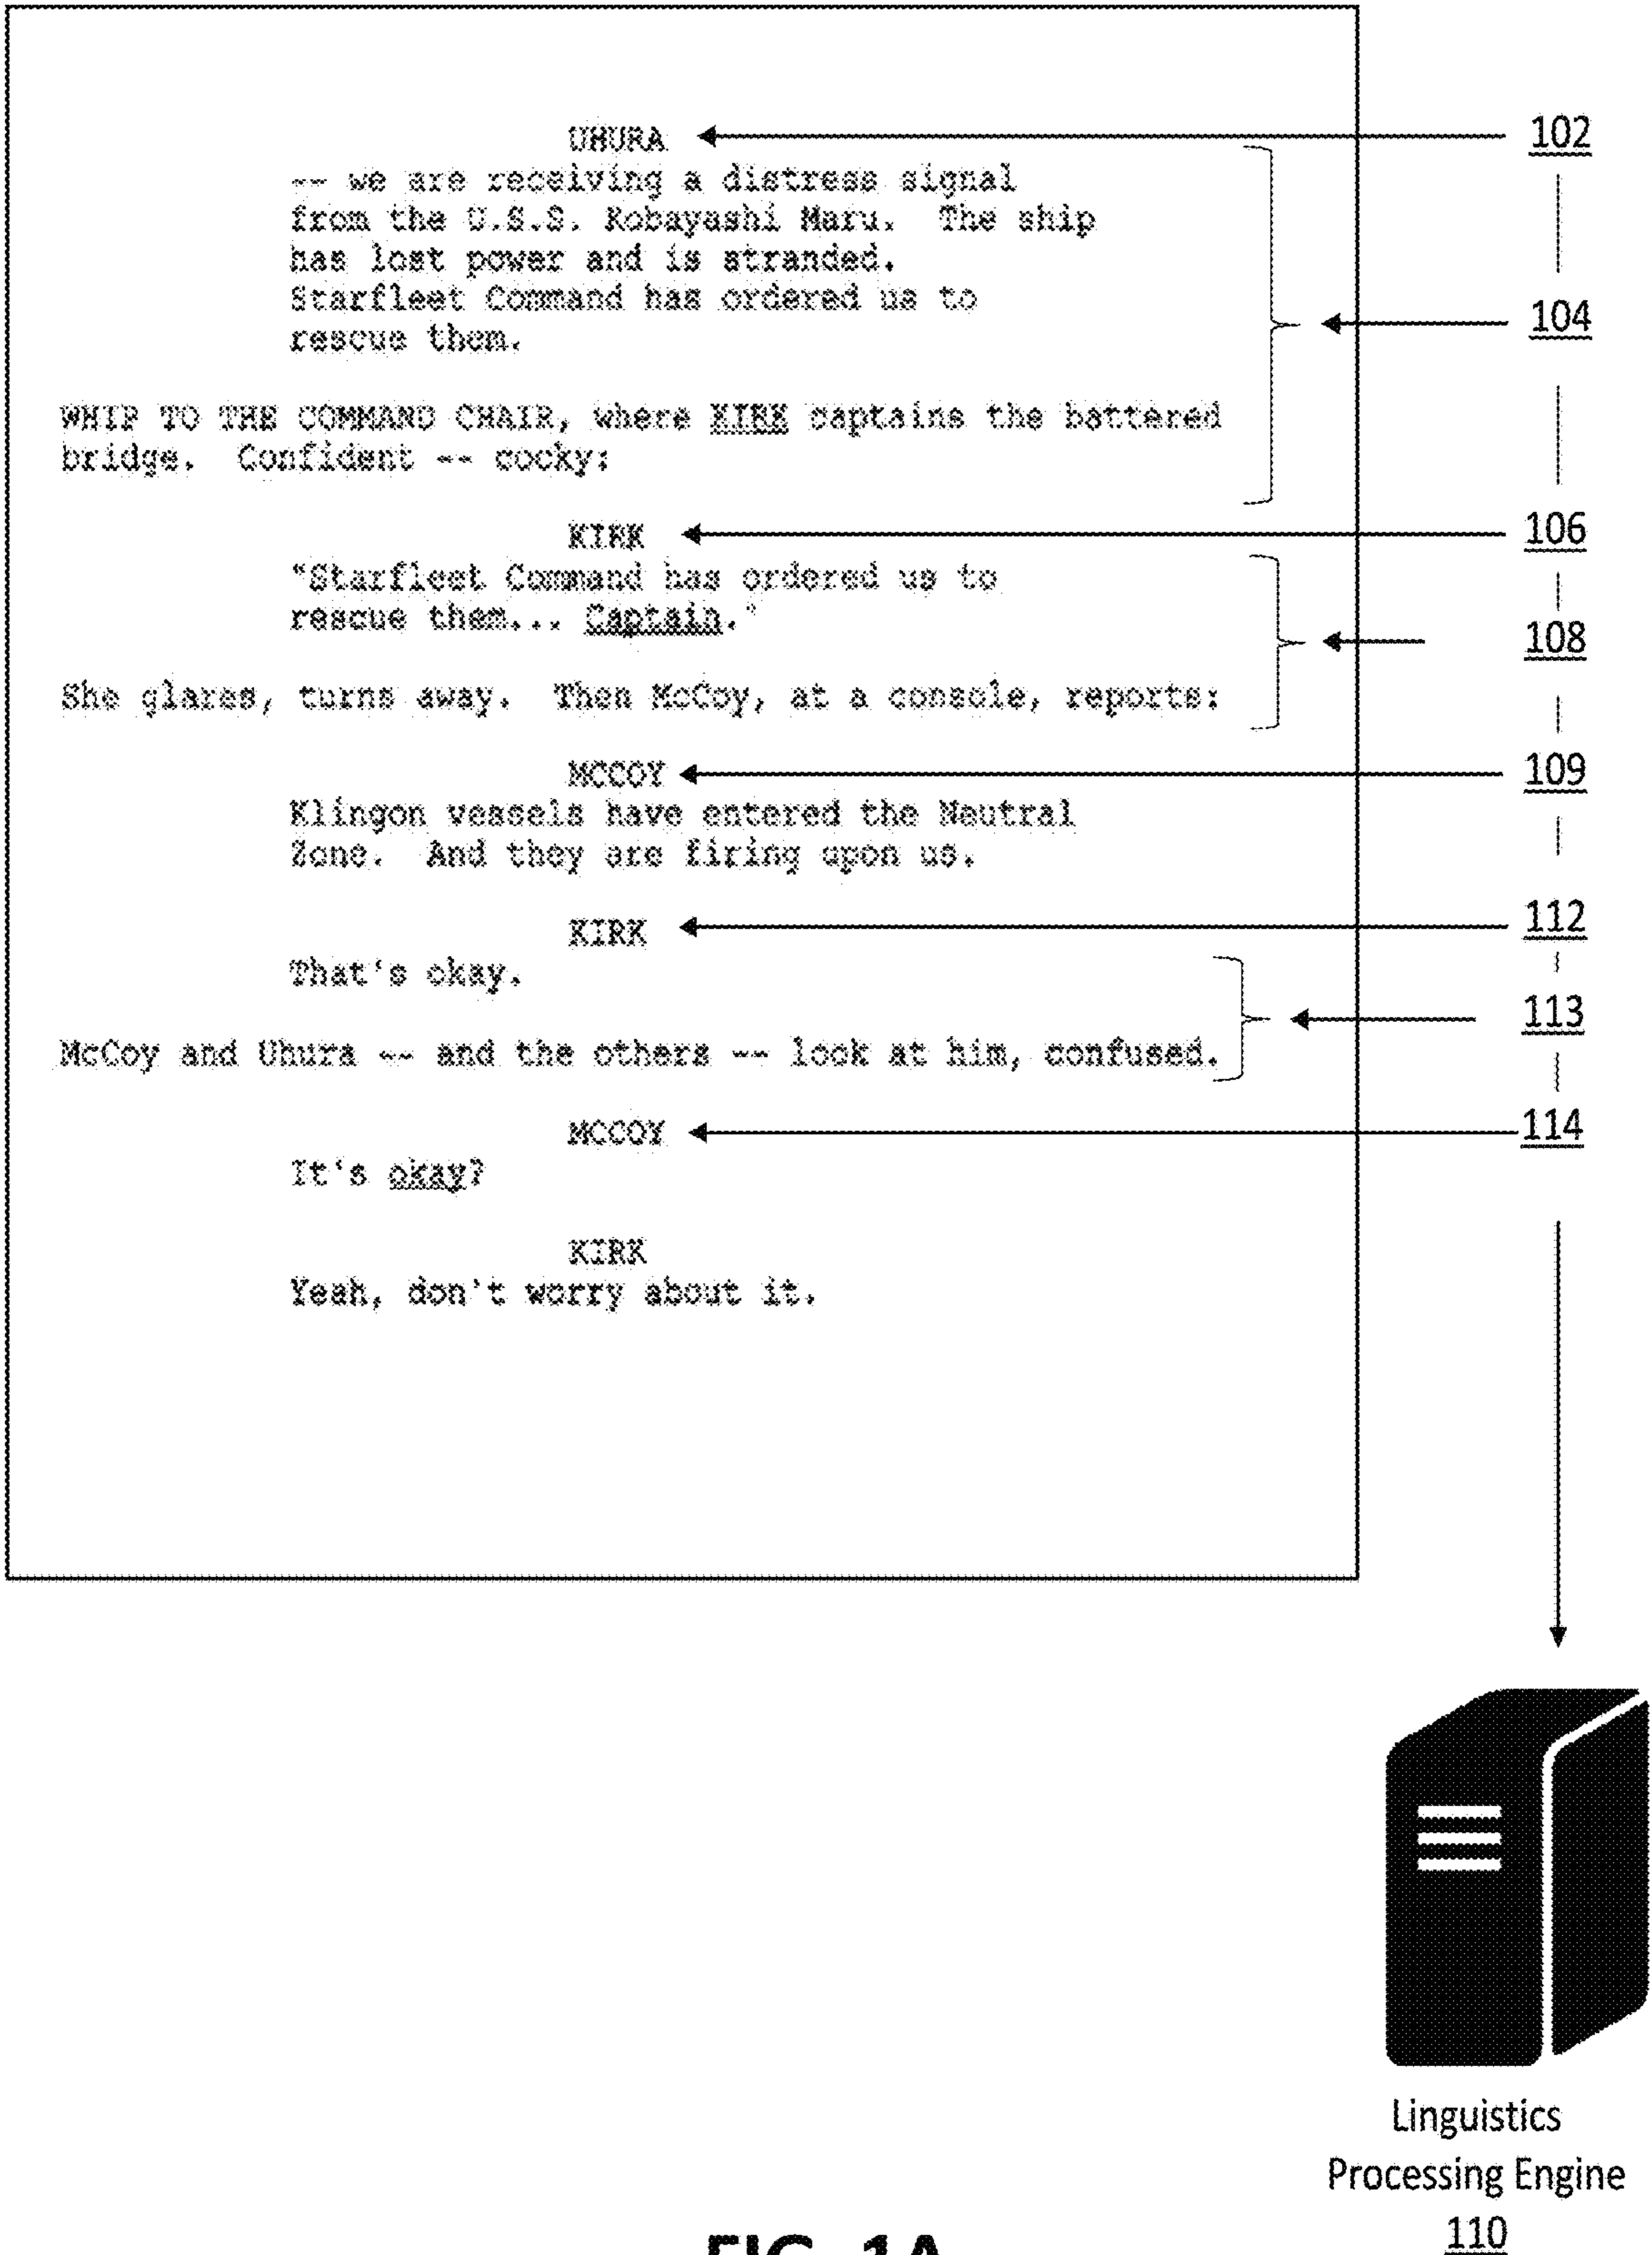 UHURA
102
-- we are receiving a distress signal
from the U.S.S. Kobayashi Maru. The ship
has lost power and is stranded.
Starfleet Command has ordered us to
104
rescue them.
WHIP TO THE COMMAND CHAIR, where KIRK captains the battered
bridge. Confident -- cocky:
KIRK
106
"Starfleet Command has ordered us to
rescue them... Captain."
108
She glares, turns away. Then McCoy, at a console, reports:
MCCOY
109
Klingon vessels have entered the Neutral
Zone. And they are firing upon us.
KIRK
112
That's okay.
113
McCoy and Uhura -- and the others -- look at him, confused.
MCCOY
114
It's okay?
KIRK
Yeah, don't worry about it.
Linguistics
Processing Engine
110
FIG. 1A